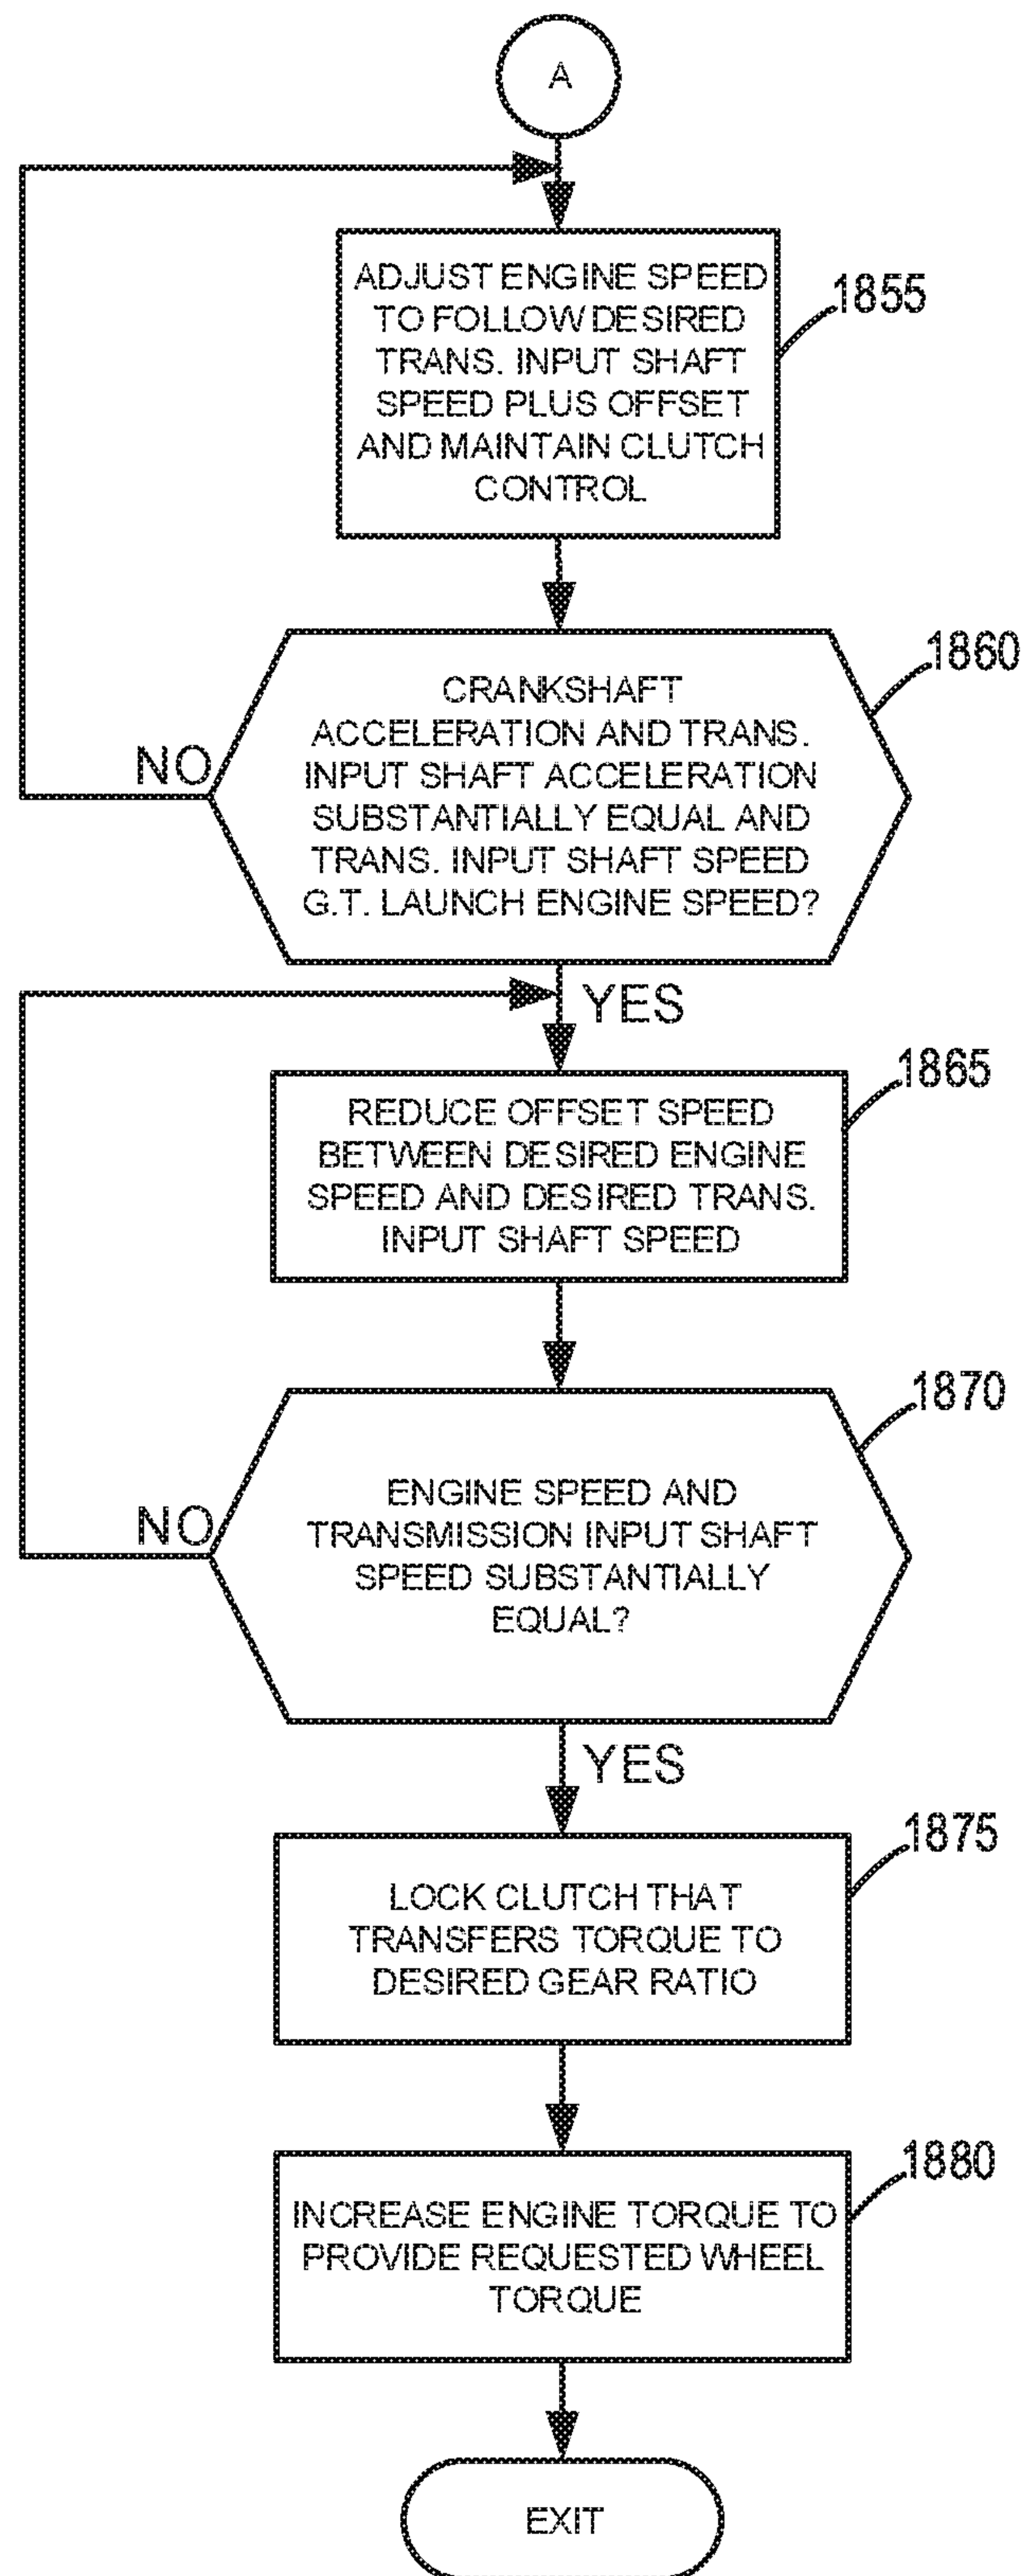 A
ADJUST ENGINE SPEED
TO FOLLOW DESIRED
TRANS. INPUT SHAFT
SPEED PLUS OFFSET
AND MAINTAIN CLUTCH
CONTROL
1855
CRANKSHAFT
ACCELERATION AND TRANS.
INPUT SHAFT ACCELERATION
SUBSTANTIALLY EQUAL AND
TRANS. INPUT SHAFT SPEED
G.T. LAUNCH ENGINE SPEED?
1860
NO
YES
REDUCE OFFSET SPEED
BETWEEN DESIRED ENGINE
SPEED AND DESIRED TRANS.
INPUT SHAFT SPEED
1865
ENGINE SPEED AND
TRANSMISSION INPUT SHAFT
SPEED SUBSTANTIALLY
EQUAL?
1870
NO
YES
LOCK CLUTCH THAT
TRANSFERS TORQUE TO
DESIRED GEAR RATIO
1875
INCREASE ENGINE TORQUE TO
PROVIDE REQUESTED WHEEL
TORQUE
1880
EXIT